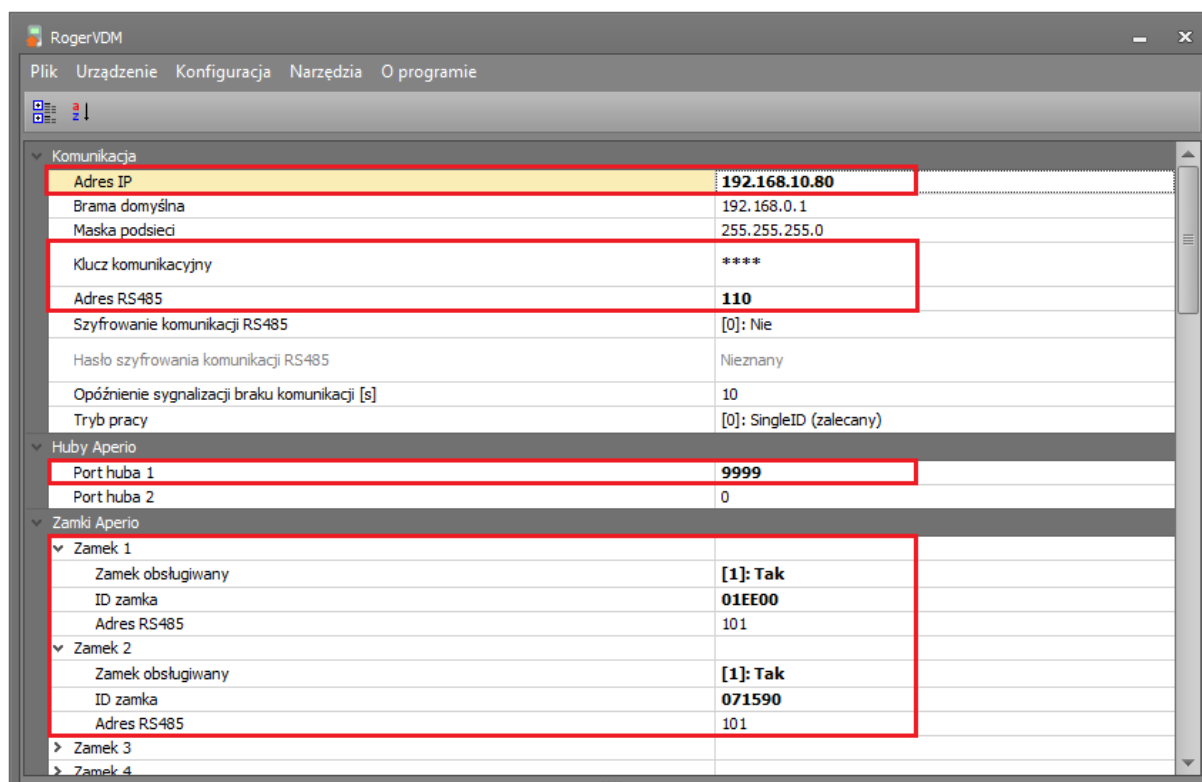 RogerVDM
Plik Urządzenie Konfiguracja Narzędzia O programie
Komunikacja
Adres IP 192.168.10.80
Brama domyślna 192.168.0.1
Maska podsieci 255.255.255.0
Klucz komunikacyjny ****
Adres RS485 110
Szyfrowanie komunikacji RS485 [0]: Nie
Hasło szyfrowania komunikacji RS485 Nieznany
Opóźnienie sygnalizacji braku komunikacji [s] 10
Tryb pracy [0]: SingleID (zalecany)
Huby Aperio
Port huba 1 9999
Port huba 2 0
Zamki Aperio
Zamek 1
Zamek obsługiwany [1]: Tak
ID zamka 01EE00
Adres RS485 101
Zamek 2
Zamek obsługiwany [1]: Tak
ID zamka 071590
Adres RS485 101
Zamek 3
Zamek 4